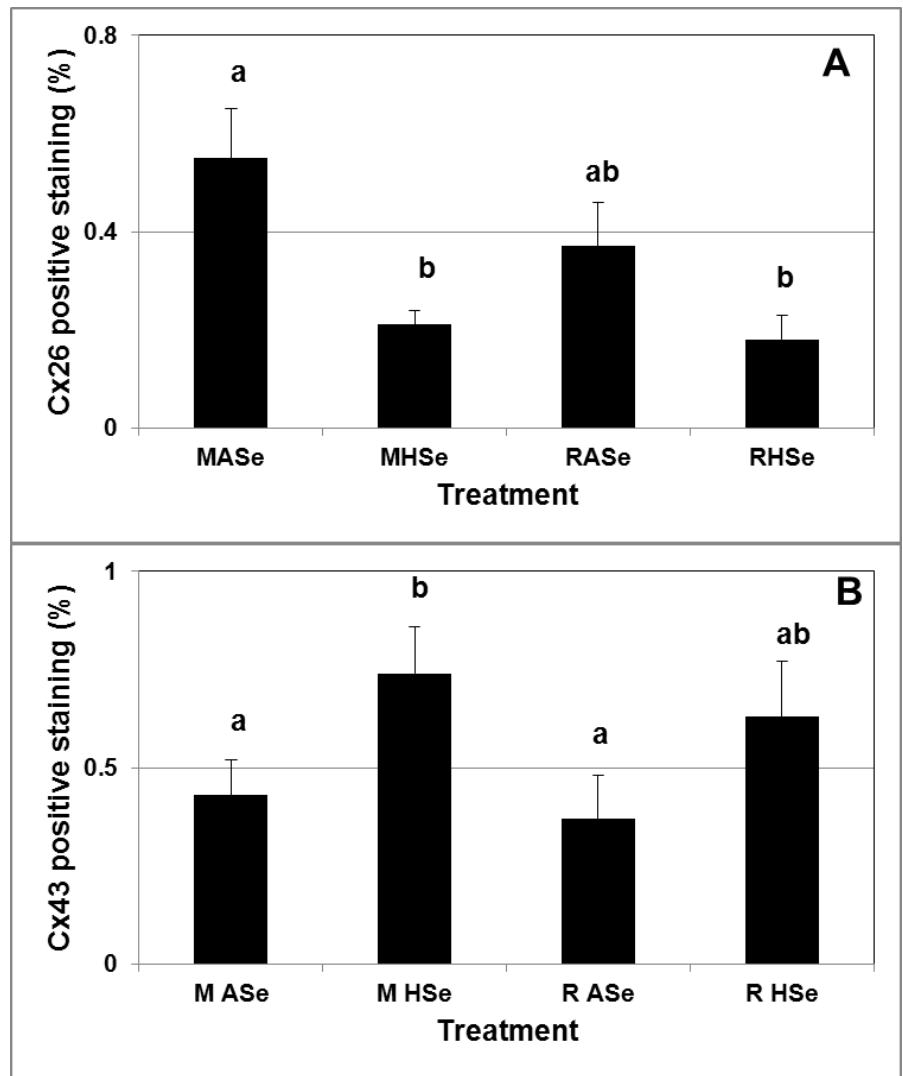 A
Cx26 positive staining (%)
0.8
0.4
0
a
b
ab
b
MASe MHSe RASe RHSe
Treatment
B
Cx43 positive staining (%)
1
0.5
0
a
b
a
ab
M ASe M HSe R ASe R HSe
Treatment